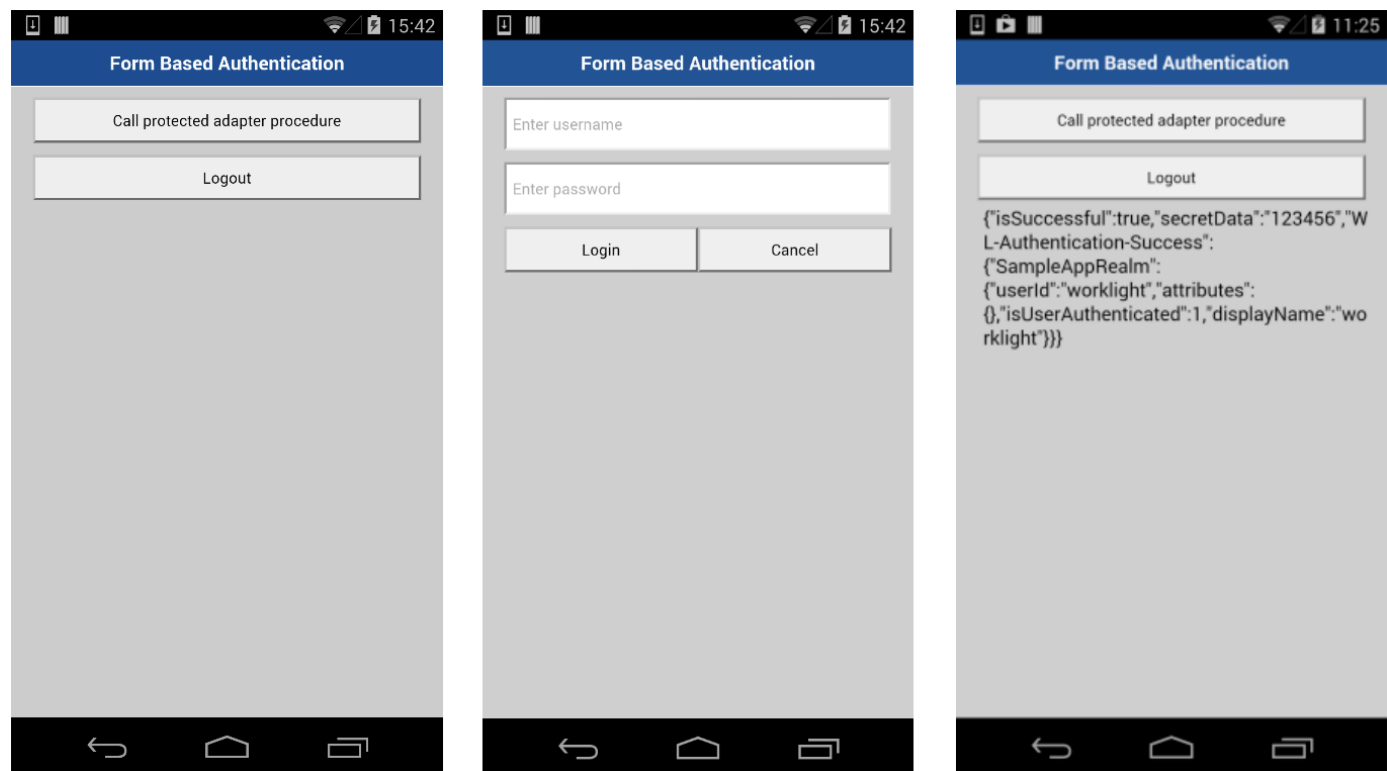 15:42
Form Based Authentication
Call protected adapter procedure
Logout
15:42
Form Based Authentication
Enter username
Enter password
Login
Cancel
11:25
Form Based Authentication
Call protected adapter procedure
Logout
{"isSuccessful":true,"secretData":"123456","W
L-Authentication-Success":
{"SampleAppRealm":
{"userId":"worklight","attributes":
{},"isUserAuthenticated":1,"displayName":"wo
rklight"}}}